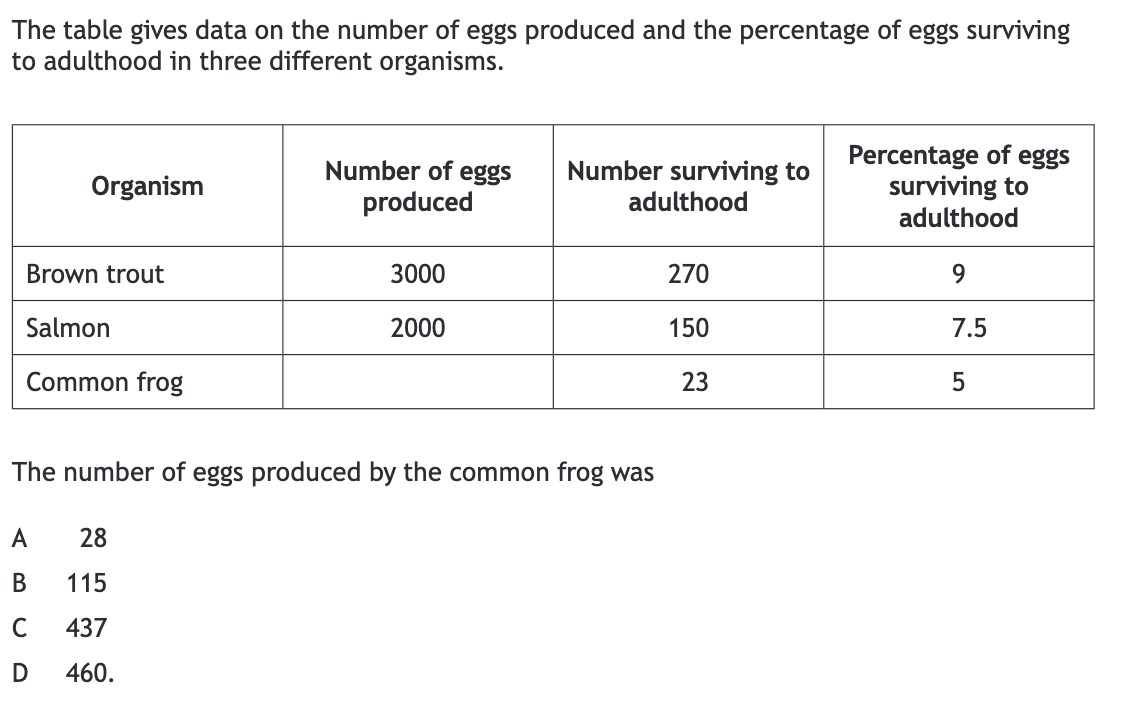 The table gives data on the number of eggs produced and the percentage of eggs surviving
to adulthood in three different organisms.
Organism
Number of eggs
produced
Number surviving to
adulthood
Percentage of eggs
surviving to
adulthood
Brown trout 3000 270 9
Salmon 2000 150 7.5
Common frog 23 5
The number of eggs produced by the common frog was
A 28
B 115
C 437
D 460.